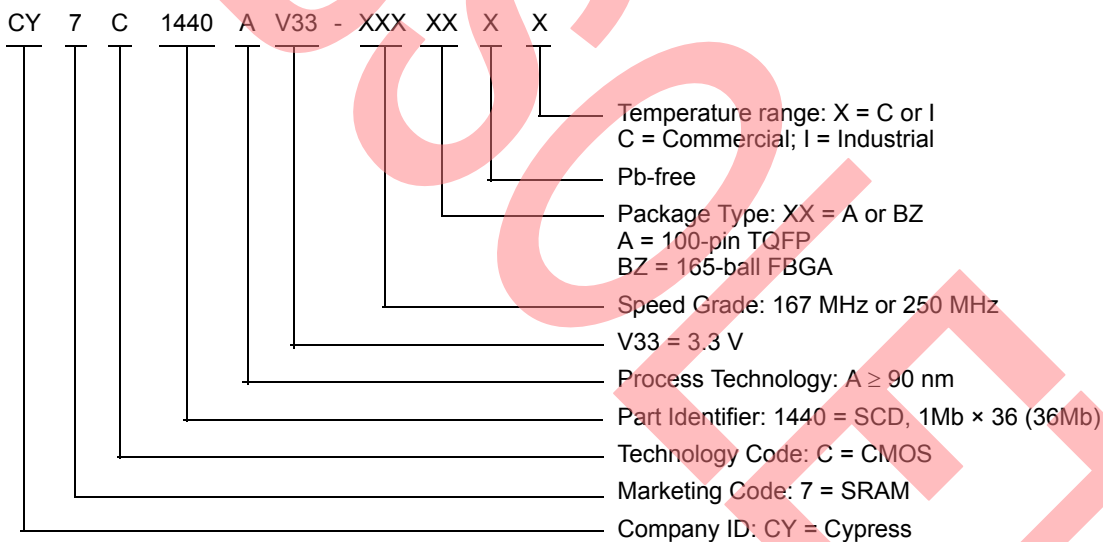 CY 7 C 1440 A V33 - XXX XX X X
Temperature range: X = C or I
C = Commercial; I = Industrial
Pb-free
Package Type: XX = A or BZ
A = 100-pin TQFP
BZ = 165-ball FBGA
Speed Grade: 167 MHz or 250 MHz
V33 = 3.3 V
Process Technology: A ≥ 90 nm
Part Identifier: 1440 = SCD, 1Mb × 36 (36Mb)
Technology Code: C = CMOS
Marketing Code: 7 = SRAM
Company ID: CY = Cypress